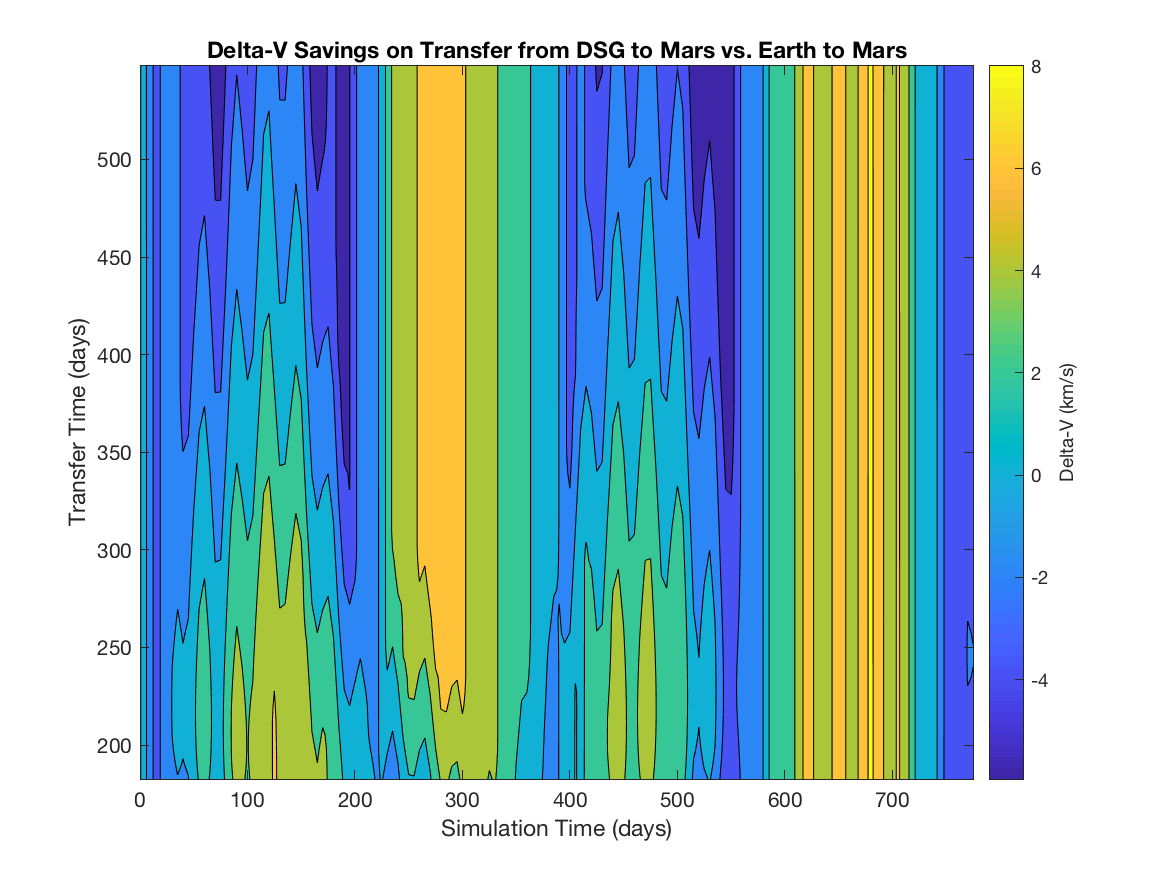 Delta-V Savings on Transfer from DSG to Mars vs. Earth to Mars
8
6
4
2
0
-2
-4
Delta-V (km/s)
500
450
400
350
300
250
200
Transfer Time (days)
0 100 200 300 400 500 600 700
Simulation Time (days)